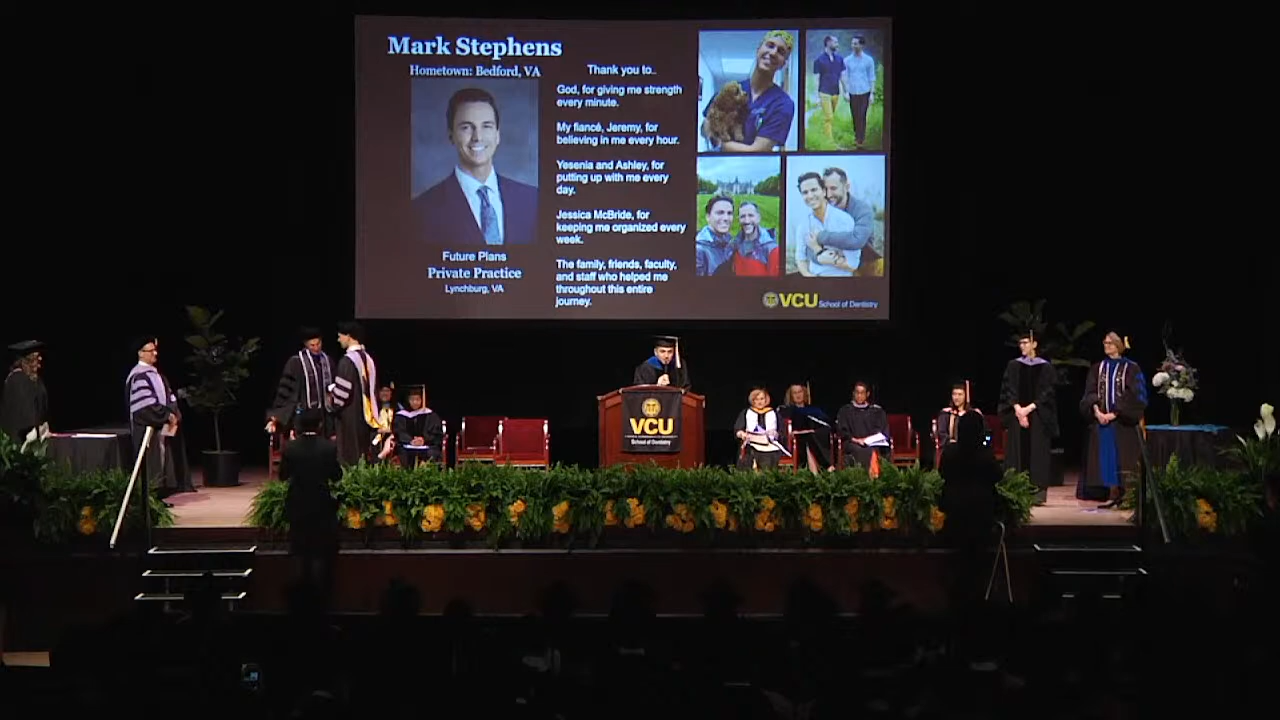 Mark Stephens
Hometown: Bedford, VA
Future Plans
Private Practice
Lynchburg, VA
Thank you to..
God, for giving me strength
every minute.
My fiancé, Jeremy, for
believing in me every hour.
Yesenia and Ashley, for
putting up with me every
day.
Jessica McBride, for
keeping me organized every
week.
The family, friends, faculty,
and staff who helped me
throughout this entire
journey.
VCU School of Dentistry
VCU
School of Dentistry